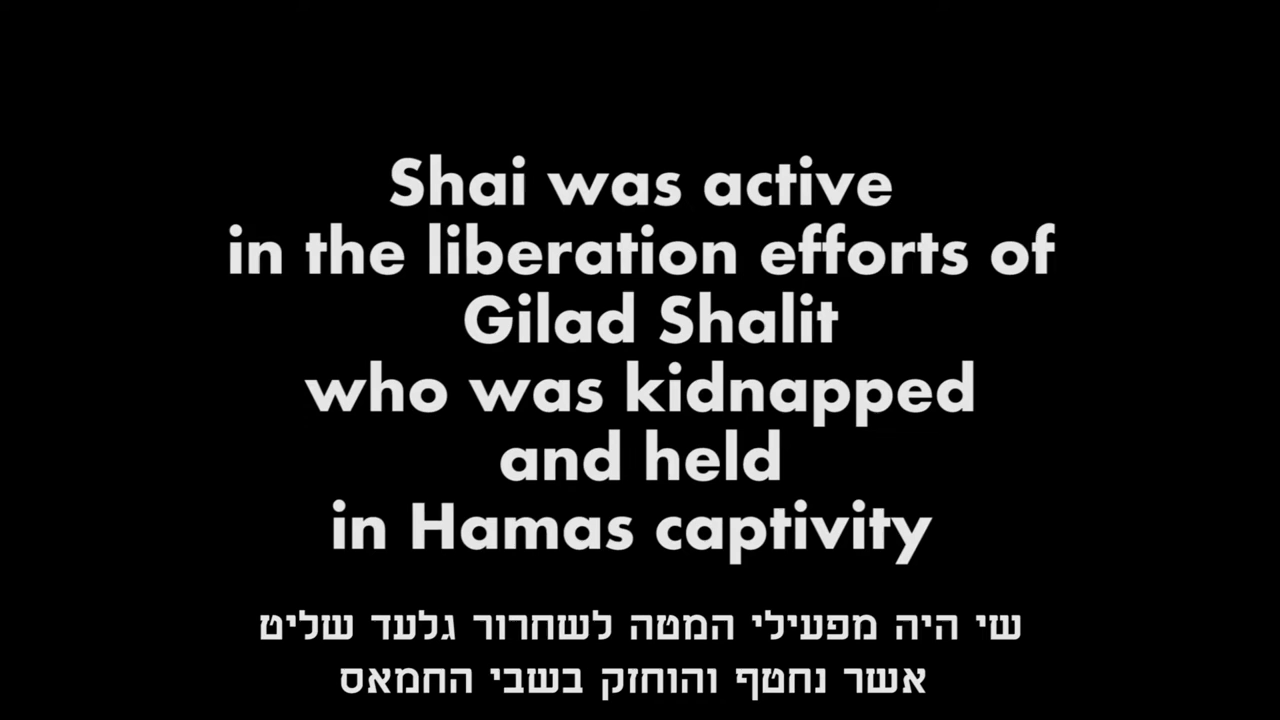 Shai was active
in the liberation efforts of
Gilad Shalit
who was kidnapped
and held
in Hamas captivity
שי היה מפעילי המטה לשחרור גלעד שליט
אשר נחטף והוחזק בשבי החמאס